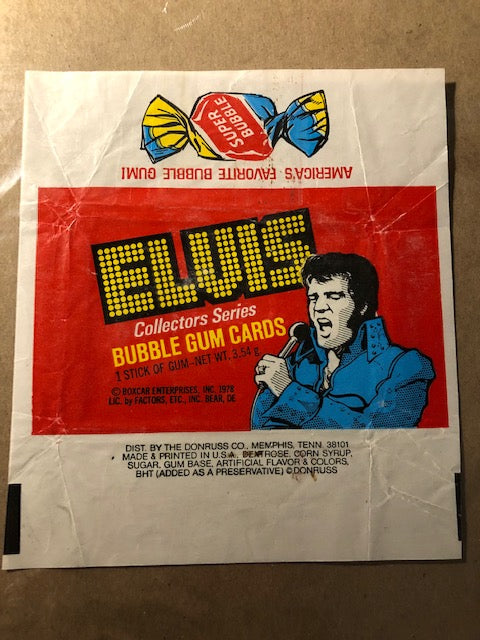 SUPER
BUBBLE
AMERICA'S FAVORITE BUBBLE GUM!
ELVIS
Collectors Series
BUBBLE GUM CARDS
1 STICK OF GUM-NET WT. 3.54 g
© BOXCAR ENTERPRISES, INC. 1978
LIC. by FACTORS, ETC., INC. BEAR, DE
DIST. BY THE DONRUSS CO., MEMPHIS, TENN. 38101
MADE & PRINTED IN U.S.A. DEXTROSE, CORN SYRUP,
SUGAR, GUM BASE, ARTIFICIAL FLAVOR & COLORS,
BHT (ADDED AS A PRESERVATIVE) © DONRUSS